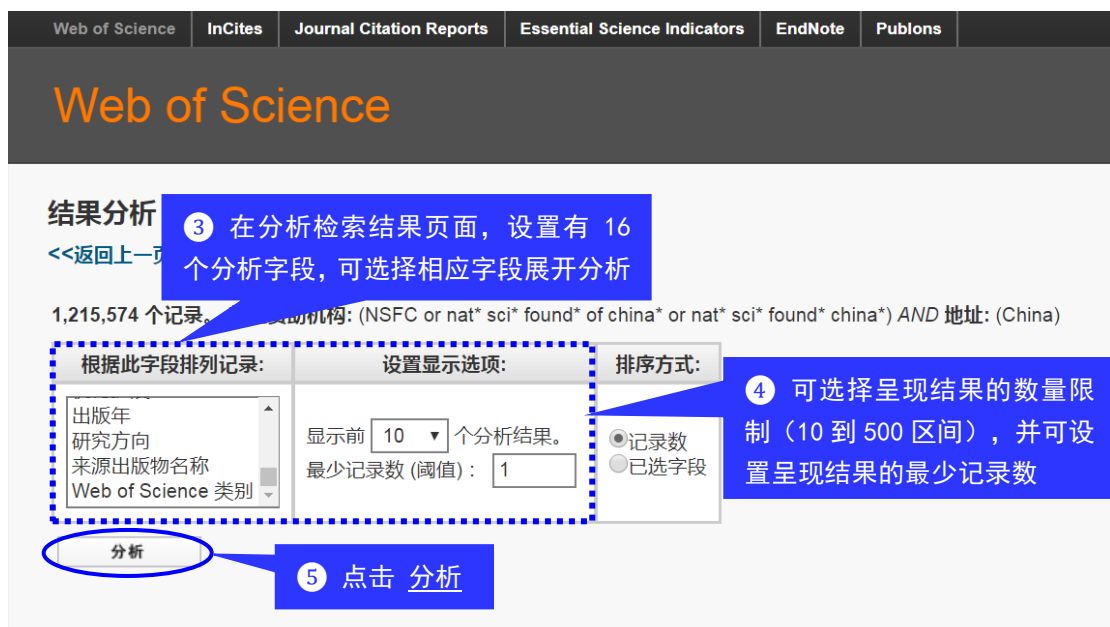 Web of Science InCites Journal Citation Reports Essential Science Indicators EndNote Publons
Web of Science
结果分析
<<返回上一页
③ 在分析检索结果页面，设置有 16
个分析字段，可选择相应字段展开分析
1,215,574 个记录。 助机构: (NSFC or nat* sci* found* of china* or nat* sci* found* china*) AND 地址: (China)
根据此字段排列记录: 设置显示选项: 排序方式:
出版年
研究方向
来源出版物名称
Web of Science 类别
显示前 10 个分析结果。
最少记录数 (阈值) : 1
记录数
已选字段
④ 可选择呈现结果的数量限
制（10 到 500 区间），并可设
置呈现结果的最少记录数
分析
⑤ 点击 分析